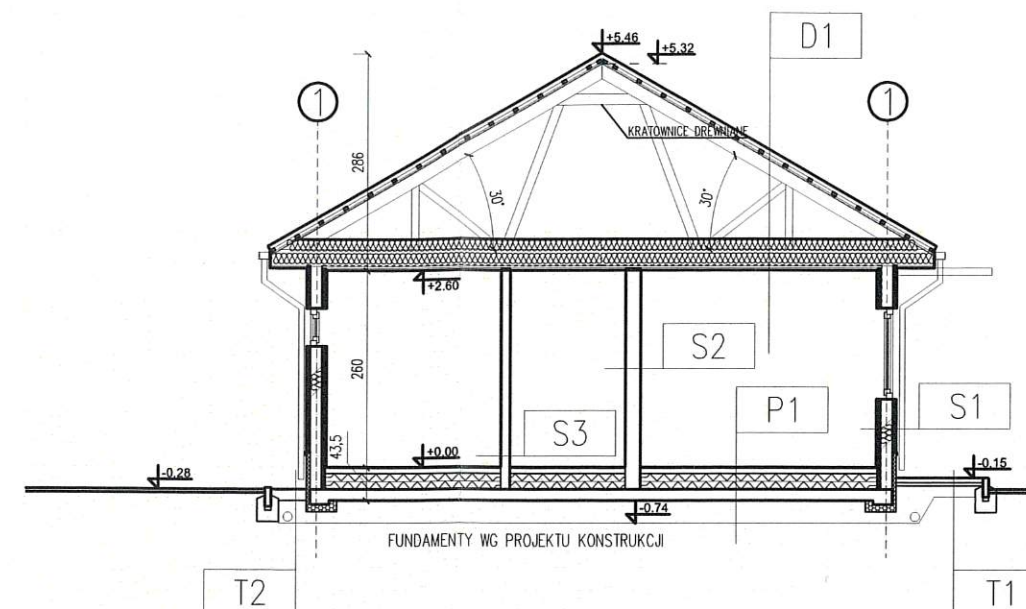 +5.46
+5.32
D1
1
1
KRATOWNICE DREWNIANE
286
30°
30°
+2.60
S2
260
P1
S1
S3
43,5
+0.00
-0.28
-0.15
-0.74
FUNDAMENTY WG PROJEKTU KONSTRUKCJI
T2
T1